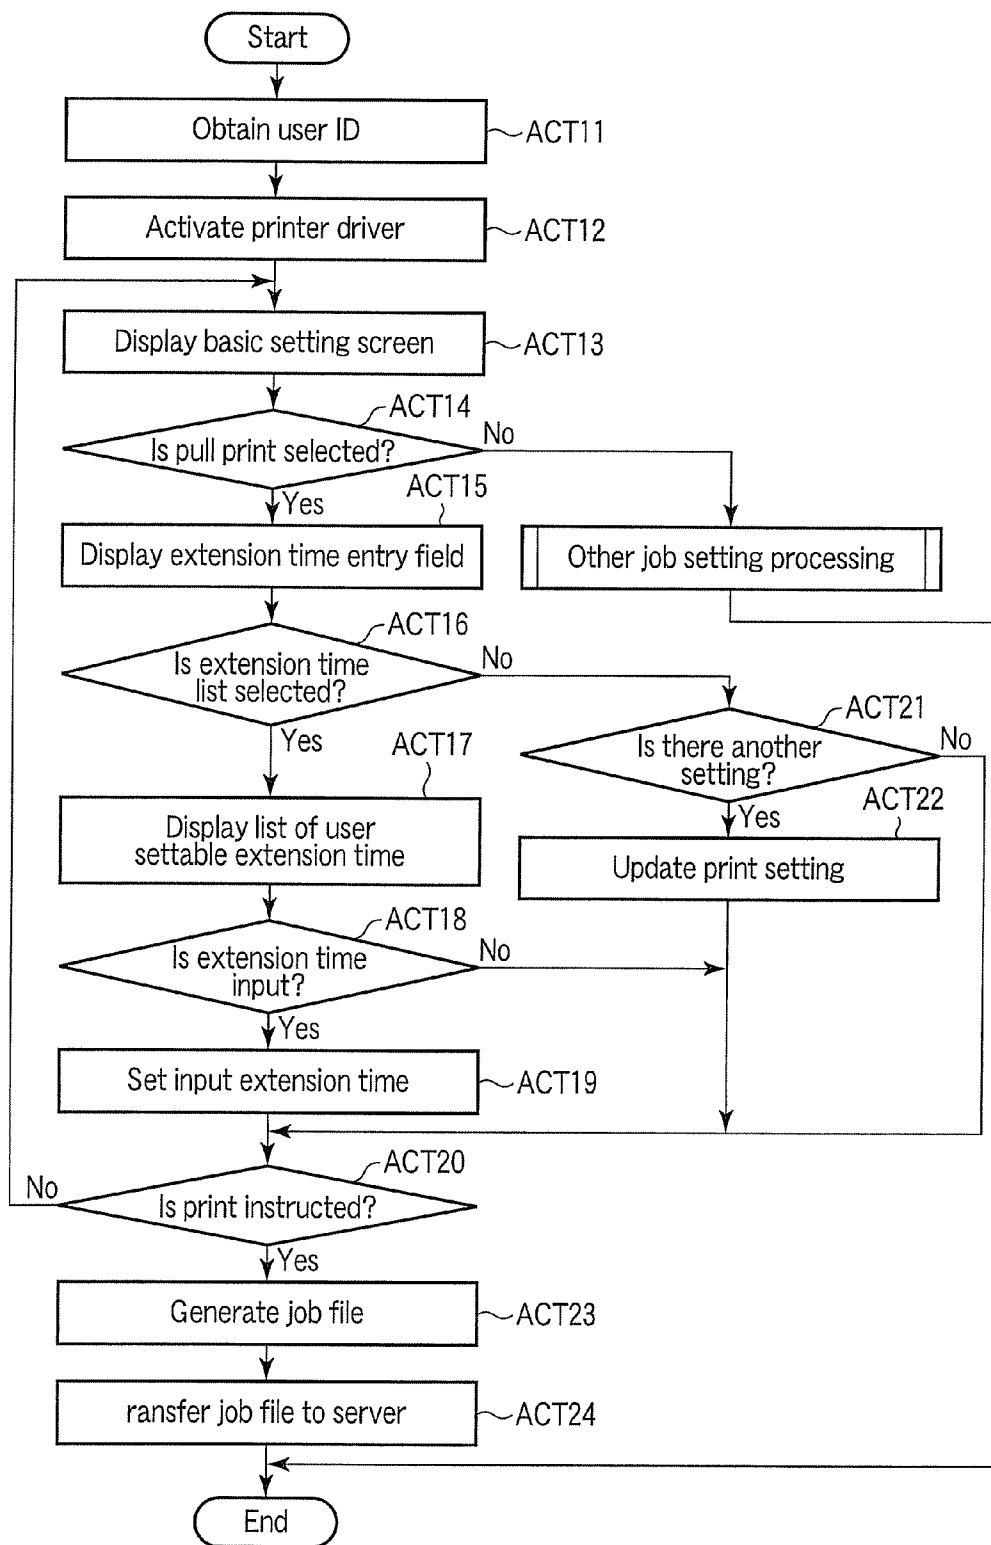 Start
Obtain user ID
ACT11
Activate printer driver
ACT12
Display basic setting screen
ACT13
ACT14
Is pull print selected?
No
Yes
ACT15
Display extension time entry field
Other job setting processing
ACT16
Is extension time
list selected?
No
Yes
ACT21
Is there another
setting?
No
Yes
ACT17
Display list of user
settable extension time
ACT22
Update print setting
ACT18
Is extension time
input?
No
Yes
Set input extension time
ACT19
ACT20
Is print instructed?
No
Yes
Generate job file
ACT23
ransfer job file to server
ACT24
End